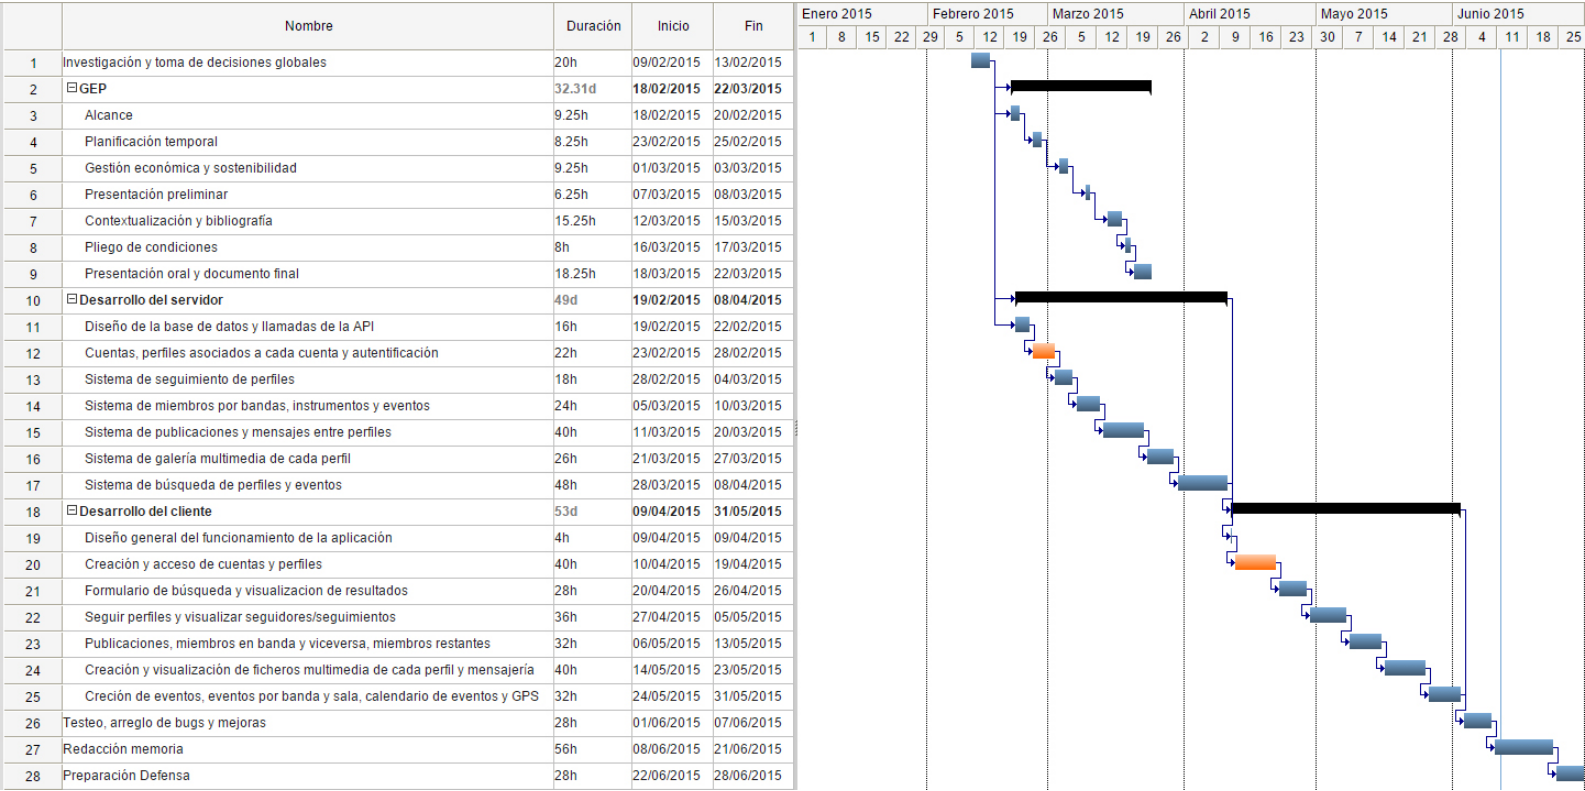 Nombre Duración Inicio Fin Enero 2015 Febrero 2015 Marzo 2015 Abril 2015 Mayo 2015 Junio 2015
1 8 15 22 29 5 12 19 26 5 12 19 26 2 9 16 23 30 7 14 21 28 4 11 18 25
1 Investigación y toma de decisiones globales 20h 09/02/2015 13/02/2015
2 GEP 32.31d 18/02/2015 22/03/2015
3 Alcance 9.25h 18/02/2015 20/02/2015
4 Planificación temporal 8.25h 23/02/2015 25/02/2015
5 Gestión económica y sostenibilidad 9.25h 01/03/2015 03/03/2015
6 Presentación preliminar 6.25h 07/03/2015 08/03/2015
7 Contextualización y bibliografía 15.25h 12/03/2015 15/03/2015
8 Pliego de condiciones 8h 16/03/2015 17/03/2015
9 Presentación oral y documento final 18.25h 18/03/2015 22/03/2015
10 Desarrollo del servidor 49d 19/02/2015 08/04/2015
11 Diseño de la base de datos y llamadas de la API 16h 19/02/2015 22/02/2015
12 Cuentas, perfiles asociados a cada cuenta y autentificación 22h 23/02/2015 28/02/2015
13 Sistema de seguimiento de perfiles 18h 28/02/2015 04/03/2015
14 Sistema de miembros por bandas, instrumentos y eventos 24h 05/03/2015 10/03/2015
15 Sistema de publicaciones y mensajes entre perfiles 40h 11/03/2015 20/03/2015
16 Sistema de galería multimedia de cada perfil 26h 21/03/2015 27/03/2015
17 Sistema de búsqueda de perfiles y eventos 48h 28/03/2015 08/04/2015
18 Desarrollo del cliente 53d 09/04/2015 31/05/2015
19 Diseño general del funcionamiento de la aplicación 4h 09/04/2015 09/04/2015
20 Creación y acceso de cuentas y perfiles 40h 10/04/2015 19/04/2015
21 Formulario de búsqueda y visualizacion de resultados 28h 20/04/2015 26/04/2015
22 Seguir perfiles y visualizar seguidores/seguimientos 36h 27/04/2015 05/05/2015
23 Publicaciones, miembros en banda y viceversa, miembros restantes 32h 06/05/2015 13/05/2015
24 Creación y visualización de ficheros multimedia de cada perfil y mensajería 40h 14/05/2015 23/05/2015
25 Creción de eventos, eventos por banda y sala, calendario de eventos y GPS 32h 24/05/2015 31/05/2015
26 Testeo, arreglo de bugs y mejoras 28h 01/06/2015 07/06/2015
27 Redacción memoria 56h 08/06/2015 21/06/2015
28 Preparación Defensa 28h 22/06/2015 28/06/2015